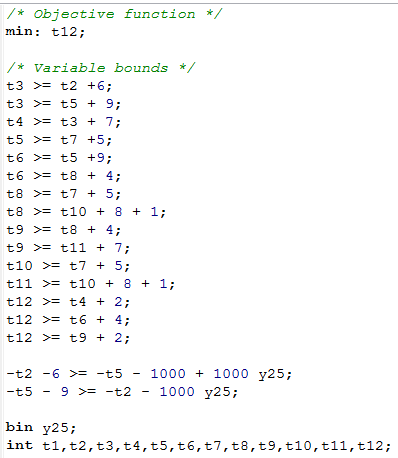 /* Objective function */
min: t12;
/* Variable bounds */
t3 >= t2 +6;
t3 >= t5 + 9;
t4 >= t3 + 7;
t5 >= t7 +5;
t6 >= t5 +9;
t6 >= t8 + 4;
t8 >= t7 + 5;
t8 >= t10 + 8 + 1;
t9 >= t8 + 4;
t9 >= t11 + 7;
t10 >= t7 + 5;
t11 >= t10 + 8 + 1;
t12 >= t4 + 2;
t12 >= t6 + 4;
t12 >= t9 + 2;
-t2 -6 >= -t5 - 1000 + 1000 y25;
-t5 - 9 >= -t2 - 1000 y25;
bin y25;
int t1,t2,t3,t4,t5,t6,t7,t8,t9,t10,t11,t12;